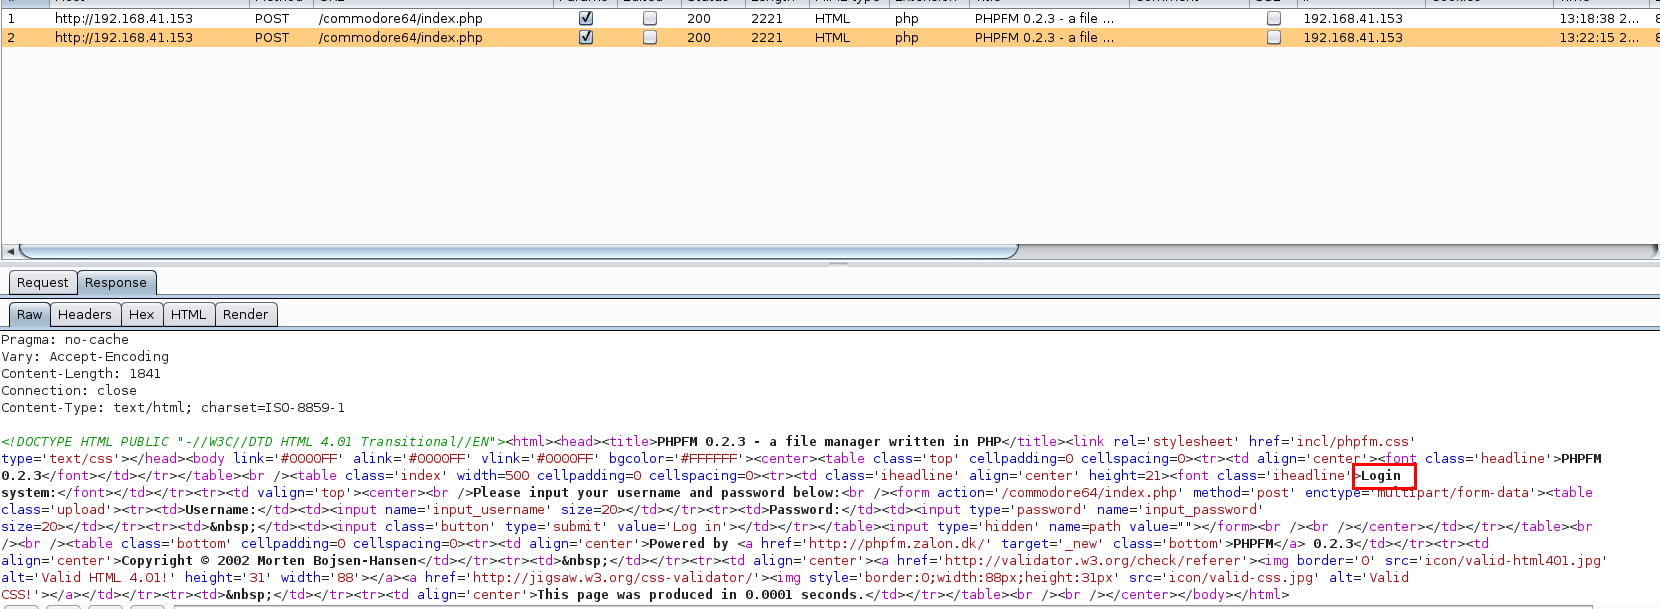 # Host Method URL Params Edited Status Length MIME type Extension Title Comment SSL IP Cookies Time
1 http://192.168.41.153 POST /commodore64/index.php 200 2221 HTML php PHPFM 0.2.3 - a file ... 192.168.41.153 13:18:38 2... 8
2 http://192.168.41.153 POST /commodore64/index.php 200 2221 HTML php PHPFM 0.2.3 - a file ... 192.168.41.153 13:22:15 2... 8
Request Response
Raw Headers Hex HTML Render
Pragma: no-cache
Vary: Accept-Encoding
Content-Length: 1841
Connection: close
Content-Type: text/html; charset=ISO-8859-1
<!DOCTYPE HTML PUBLIC "-//W3C//DTD HTML 4.01 Transitional//EN"><html><head><title>PHPFM 0.2.3 - a file manager written in PHP</title><link rel='stylesheet' href='incl/phpfm.css'
type='text/css'></head><body link='#0000FF' alink='#0000FF' vlink='#0000FF' bgcolor='#FFFFFF'><center><table class='top' cellpadding=0 cellspacing=0><tr><td align='center'><font class='headline'>PHPFM
0.2.3</font></td></tr></table><br /><table class='index' width=500 cellpadding=0 cellspacing=0><tr><td class='iheadline' align='center' height=21><font class='iheadline'>Login
system:</font></td></tr><tr><td valign='top'><center><br />Please input your username and password below:<br /><form action='/commodore64/index.php' method='post' enctype='multipart/form-data'><table
class='upload'><tr><td>Username:</td><td><input name='input_username' size=20></td></tr><tr><td>Password:</td><td><input type='password' name='input_password'
size=20></td></tr><tr><td>&nbsp;</td><td><input class='button' type='submit' value='Log in'></td></tr></table><input type='hidden' name=path value=""></form><br /><br /></center></td></tr></table><br
/><br /><table class='bottom' cellpadding=0 cellspacing=0><tr><td align='center'>Powered by <a href='http://phpfm.zalon.dk/' target='_new' class='bottom'>PHPFM</a> 0.2.3</td></tr><tr><td
align='center'>Copyright © 2002 Morten Bojsen-Hansen</td></tr><tr><td>&nbsp;</td></tr><tr><td align='center'><a href='http://validator.w3.org/check/referer'><img border='0' src='icon/valid-html401.jpg'
alt='Valid HTML 4.01!' height='31' width='88'></a><a href='http://jigsaw.w3.org/css-validator/'><img style='border:0;width:88px;height:31px' src='icon/valid-css.jpg' alt='Valid
CSS!'></a></td></tr><tr><td>&nbsp;</td></tr><tr><td align='center'>This page was produced in 0.0001 seconds.</td></tr></table><br /><br /></center></body></html>